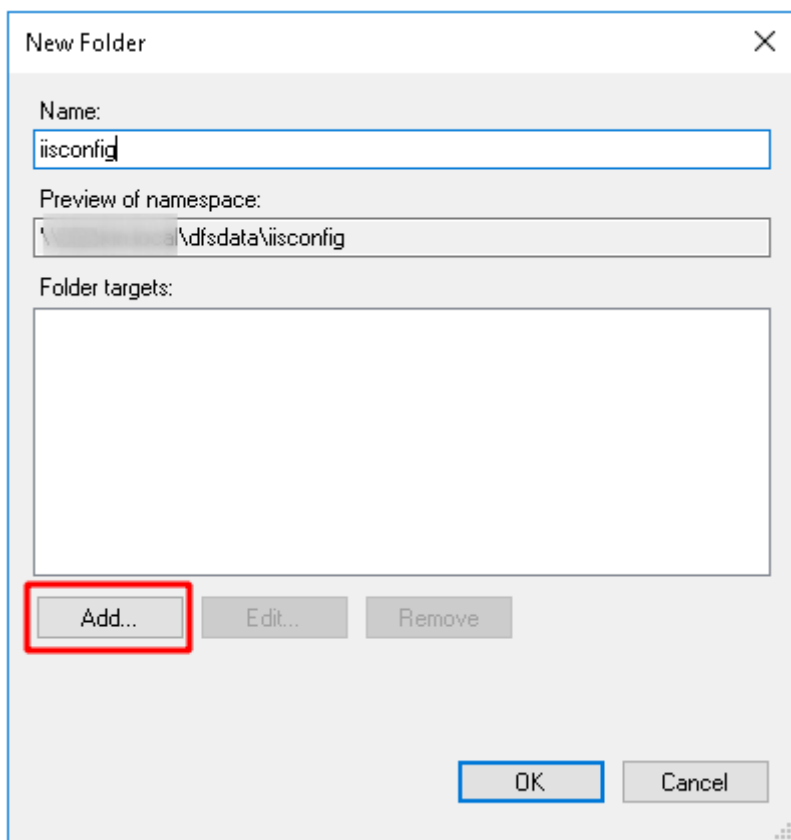 New Folder
Name:
iisconfig
Preview of namespace:
\dfsdata\iisconfig
Folder targets:
Add...
Edit...
Remove
OK
Cancel